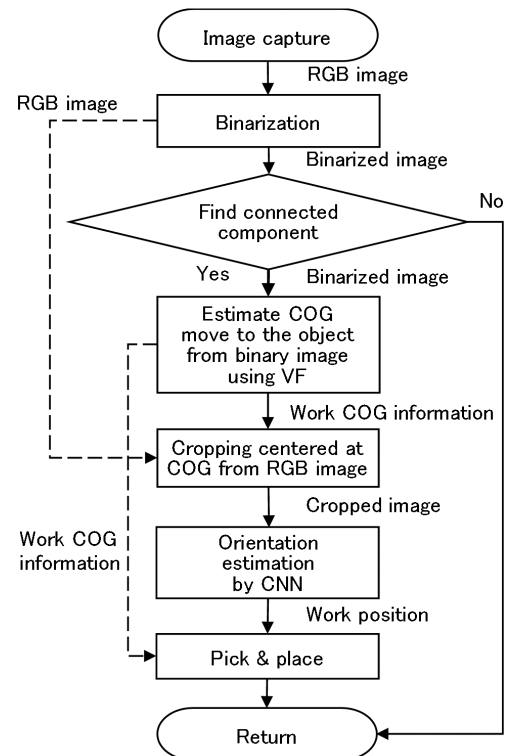 Image capture
RGB image
RGB image
Binarization
Binarized image
No
Find connected
component
Yes
Binarized image
Estimate COG
move to the object
from binary image
using VF
Work COG information
Cropping centered at
COG from RGB image
Cropped image
Work COG
information
Orientation
estimation
by CNN
Work position
Pick & place
Return